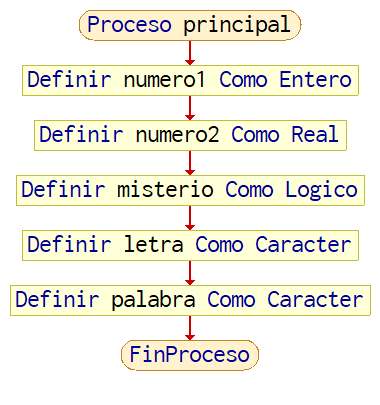 Proceso principal
Definir numero1 Como Entero
Definir numero2 Como Real
Definir misterio Como Logico
Definir letra Como Caracter
Definir palabra Como Caracter
FinProceso